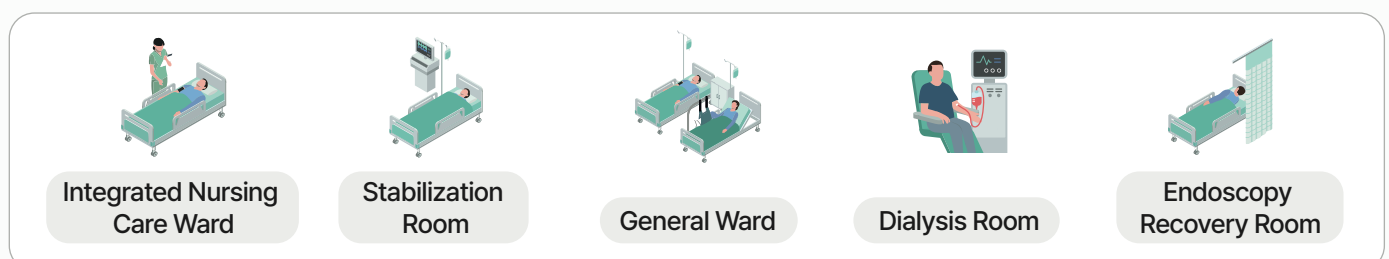 Integrated Nursing
Care Ward
Stabilization
Room
General Ward
Dialysis Room
Endoscopy
Recovery Room